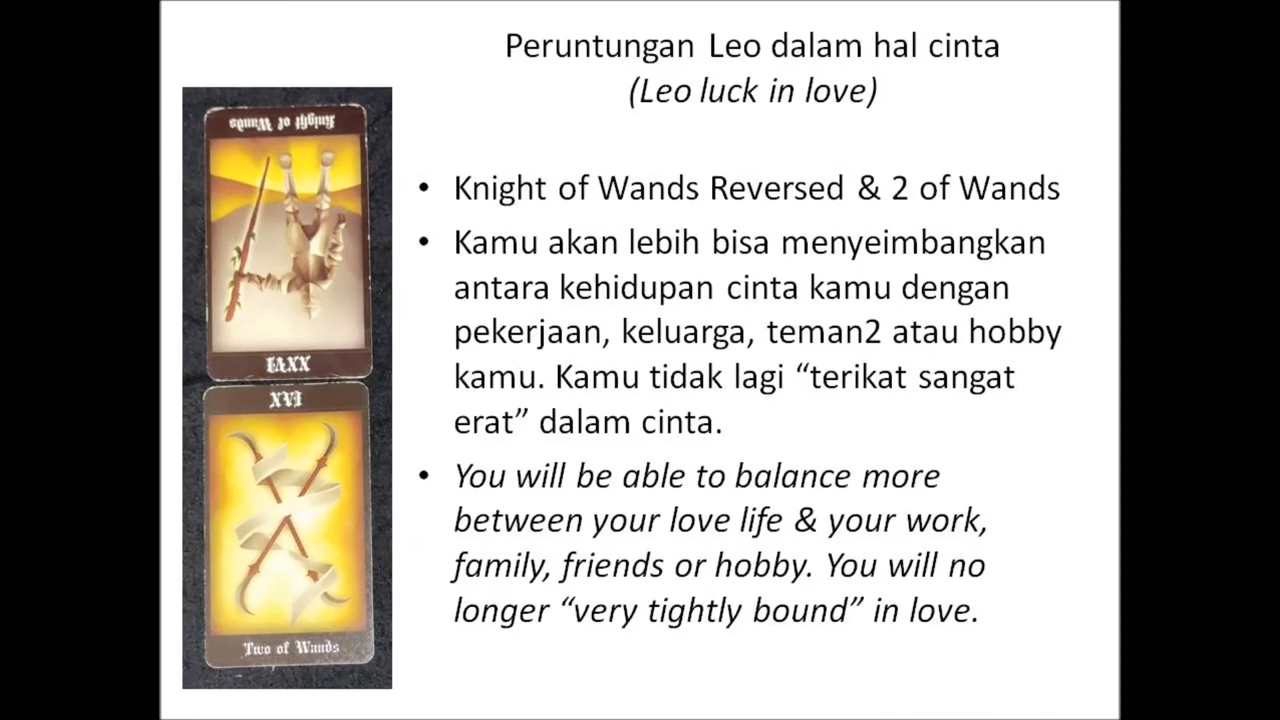 Peruntungan Leo dalam hal cinta
(Leo luck in love)
Knight of Wands
XXVI
XVI
Two of Wands
• Knight of Wands Reversed & 2 of Wands
• Kamu akan lebih bisa menyeimbangkan
antara kehidupan cinta kamu dengan
pekerjaan, keluarga, teman2 atau hobby
kamu. Kamu tidak lagi “terikat sangat
erat” dalam cinta.
• You will be able to balance more
between your love life & your work,
family, friends or hobby. You will no
longer “very tightly bound” in love.